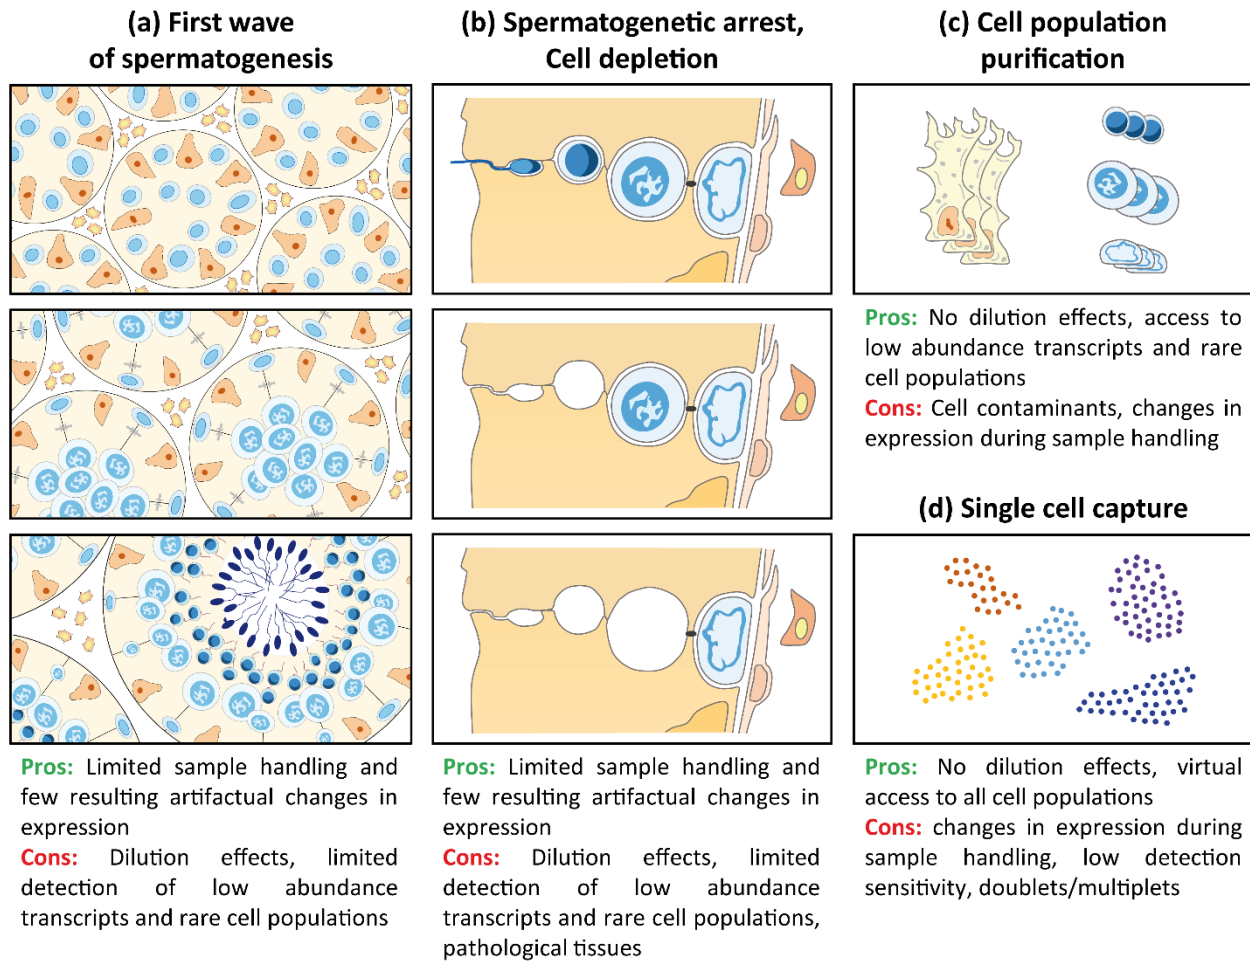 (a) First wave
of spermatogenesis
Pros: Limited sample handling and
few resulting artifactual changes in
expression
Cons: Dilution effects, limited
detection of low abundance
transcripts and rare cell populations
(b) Spermatogenetic arrest,
Cell depletion
Pros: Limited sample handling and
few resulting artifactual changes in
expression
Cons: Dilution effects, limited
detection of low abundance
transcripts and rare cell populations,
pathological tissues
(c) Cell population
purification
Pros: No dilution effects, access to
low abundance transcripts and rare
cell populations
Cons: Cell contaminants, changes in
expression during sample handling
(d) Single cell capture
Pros: No dilution effects, virtual
access to all cell populations
Cons: changes in expression during
sample handling, low detection
sensitivity, doublets/multiplets